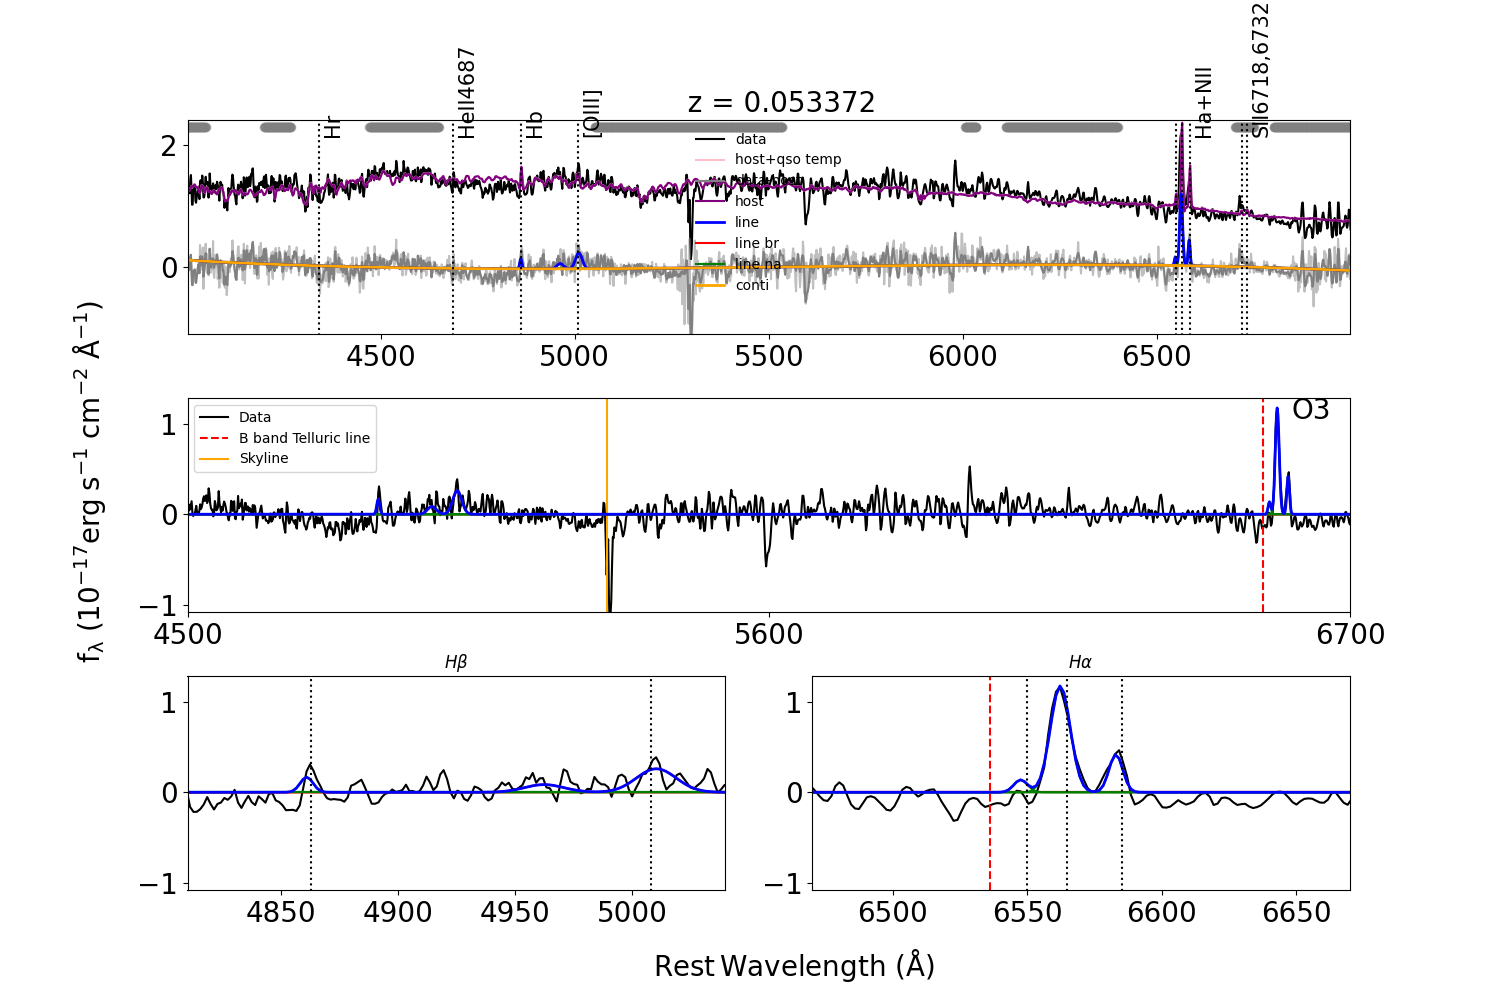 z = 0.053372
Hr
HeII4687
Hb
[OIII]
Ha+NII
SII6718,6732
data
host+qso temp
host
line
line br
line na
conti
2
0
4500
5000
5500
6000
6500
fλ (10−17erg s−1 cm−2 Å−1)
Data
B band Telluric line
Skyline
O3
1
0
−1
4500
5600
6700
Hβ
1
0
−1
4850
4900
4950
5000
Hα
1
0
−1
6500
6550
6600
6650
Rest Wavelength (Å)